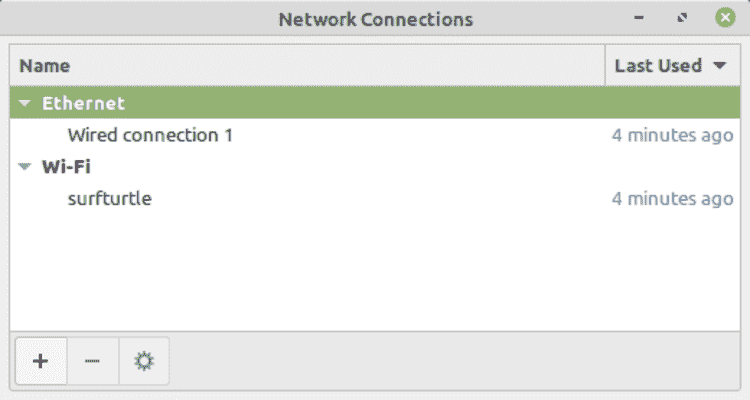 Network Connections
Name Last Used
Ethernet
Wired connection 1 4 minutes ago
Wi-Fi
surfturtle 4 minutes ago